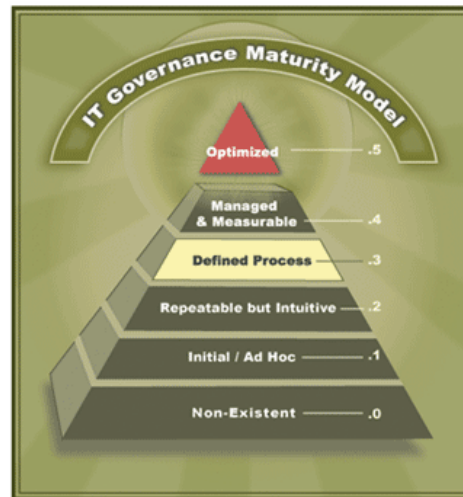 IT Governance Maturity Model
Optimized .5
Managed
& Measurable .4
Defined Process .3
Repeatable but Intuitive .2
Initial / Ad Hoc .1
Non-Existent .0